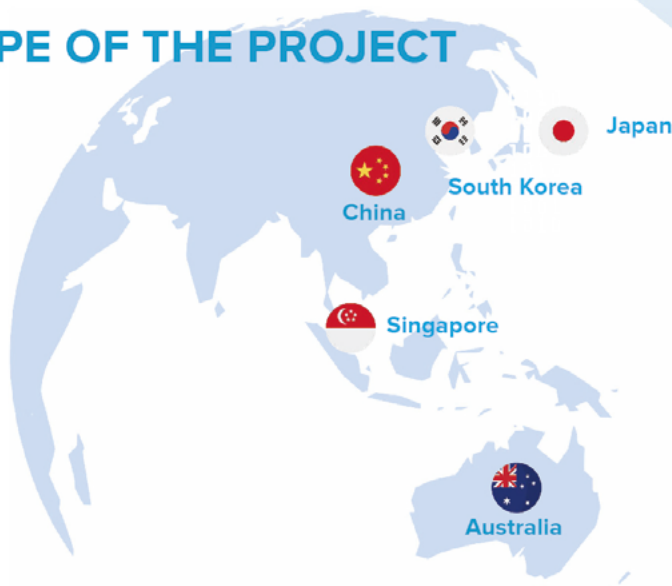 PE OF THE PROJECT
Japan
South Korea
China
Singapore
Australia